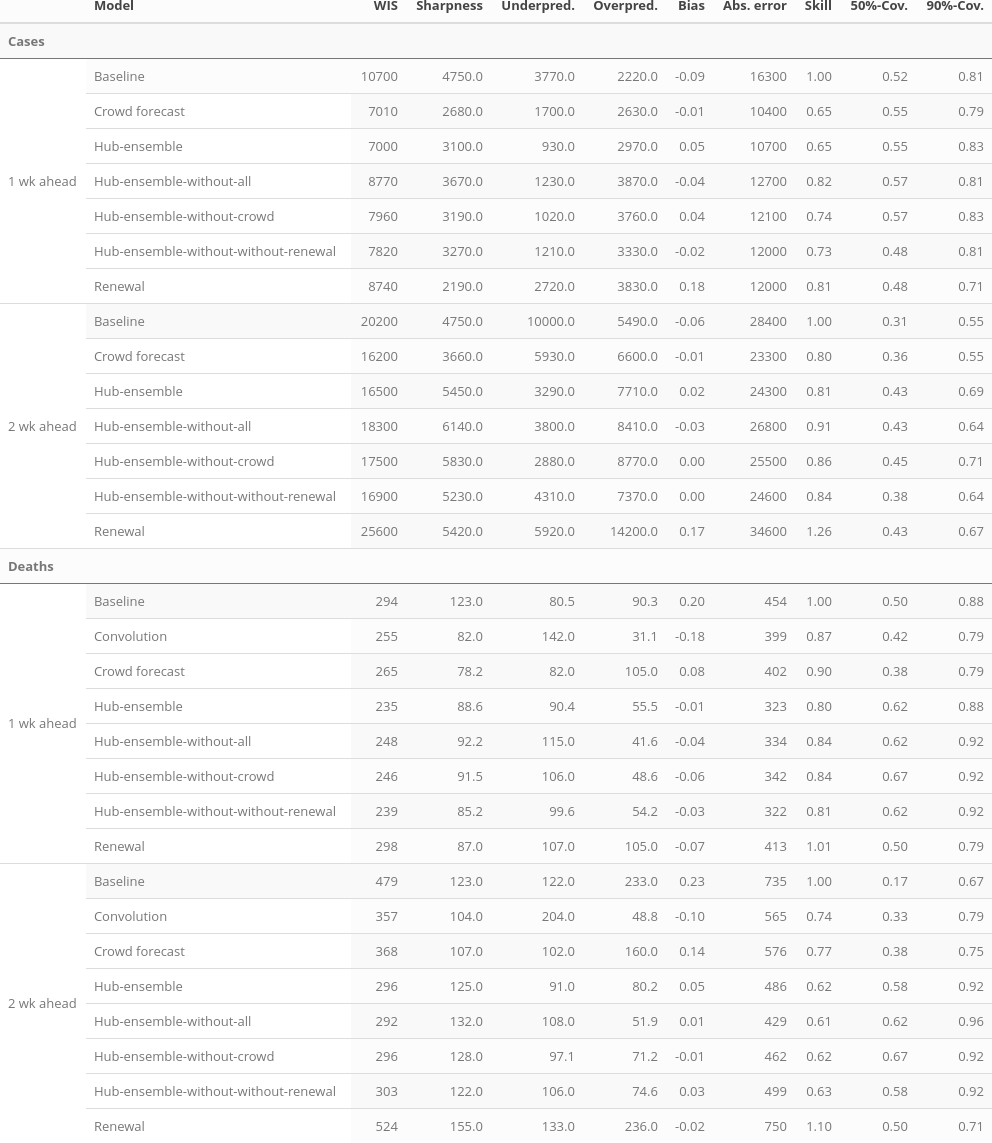 Model WIS Sharpness Underpred. Overpred. Bias Abs. error Skill 50%-Cov. 90%-Cov.
Cases
1 wk ahead
Baseline 10700 4750.0 3770.0 2220.0 -0.09 16300 1.00 0.52 0.81
Crowd forecast 7010 2680.0 1700.0 2630.0 -0.01 10400 0.65 0.55 0.79
Hub-ensemble 7000 3100.0 930.0 2970.0 0.05 10700 0.65 0.55 0.83
Hub-ensemble-without-all 8770 3670.0 1230.0 3870.0 -0.04 12700 0.82 0.57 0.81
Hub-ensemble-without-crowd 7960 3190.0 1020.0 3760.0 0.04 12100 0.74 0.57 0.83
Hub-ensemble-without-without-renewal 7820 3270.0 1210.0 3330.0 -0.02 12000 0.73 0.48 0.81
Renewal 8740 2190.0 2720.0 3830.0 0.18 12000 0.81 0.48 0.71
2 wk ahead
Baseline 20200 4750.0 10000.0 5490.0 -0.06 28400 1.00 0.31 0.55
Crowd forecast 16200 3660.0 5930.0 6600.0 -0.01 23300 0.80 0.36 0.55
Hub-ensemble 16500 5450.0 3290.0 7710.0 0.02 24300 0.81 0.43 0.69
Hub-ensemble-without-all 18300 6140.0 3800.0 8410.0 -0.03 26800 0.91 0.43 0.64
Hub-ensemble-without-crowd 17500 5830.0 2880.0 8770.0 0.00 25500 0.86 0.45 0.71
Hub-ensemble-without-without-renewal 16900 5230.0 4310.0 7370.0 0.00 24600 0.84 0.38 0.64
Renewal 25600 5420.0 5920.0 14200.0 0.17 34600 1.26 0.43 0.67
Deaths
1 wk ahead
Baseline 294 123.0 80.5 90.3 0.20 454 1.00 0.50 0.88
Convolution 255 82.0 142.0 31.1 -0.18 399 0.87 0.42 0.79
Crowd forecast 265 78.2 82.0 105.0 0.08 402 0.90 0.38 0.79
Hub-ensemble 235 88.6 90.4 55.5 -0.01 323 0.80 0.62 0.88
Hub-ensemble-without-all 248 92.2 115.0 41.6 -0.04 334 0.84 0.62 0.92
Hub-ensemble-without-crowd 246 91.5 106.0 48.6 -0.06 342 0.84 0.67 0.92
Hub-ensemble-without-without-renewal 239 85.2 99.6 54.2 -0.03 322 0.81 0.62 0.92
Renewal 298 87.0 107.0 105.0 -0.07 413 1.01 0.50 0.79
2 wk ahead
Baseline 479 123.0 122.0 233.0 0.23 735 1.00 0.17 0.67
Convolution 357 104.0 204.0 48.8 -0.10 565 0.74 0.33 0.79
Crowd forecast 368 107.0 102.0 160.0 0.14 576 0.77 0.38 0.75
Hub-ensemble 296 125.0 91.0 80.2 0.05 486 0.62 0.58 0.92
Hub-ensemble-without-all 292 132.0 108.0 51.9 0.01 429 0.61 0.62 0.96
Hub-ensemble-without-crowd 296 128.0 97.1 71.2 -0.01 462 0.62 0.67 0.92
Hub-ensemble-without-without-renewal 303 122.0 106.0 74.6 0.03 499 0.63 0.58 0.92
Renewal 524 155.0 133.0 236.0 -0.02 750 1.10 0.50 0.71